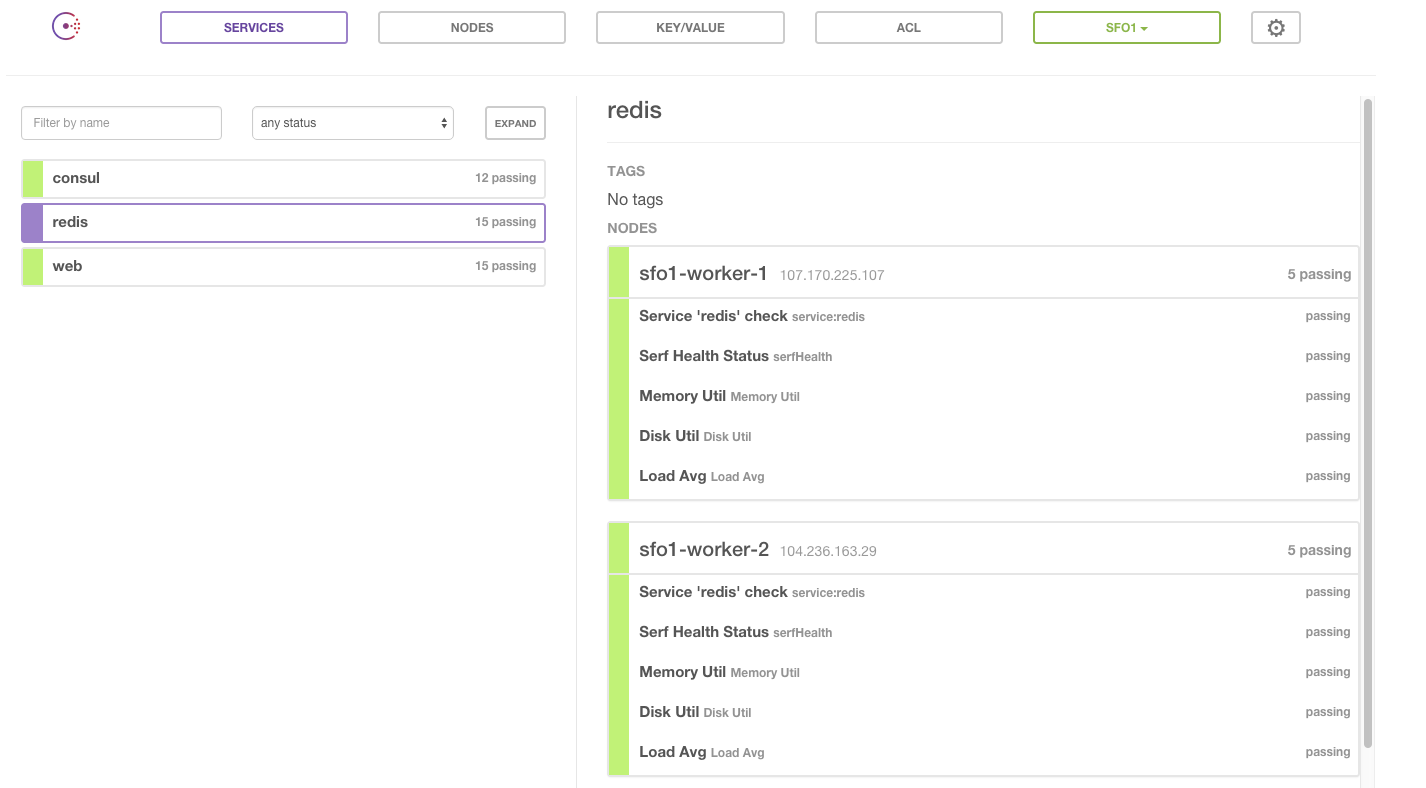 SERVICES NODES KEY/VALUE ACL SFO1
Filter by name any status EXPAND
consul 12 passing
redis 15 passing
web 15 passing
redis
TAGS
No tags
NODES
sfo1-worker-1 107.170.225.107 5 passing
Service 'redis' check service:redis passing
Serf Health Status serfHealth passing
Memory Util Memory Util passing
Disk Util Disk Util passing
Load Avg Load Avg passing
sfo1-worker-2 104.236.163.29 5 passing
Service 'redis' check service:redis passing
Serf Health Status serfHealth passing
Memory Util Memory Util passing
Disk Util Disk Util passing
Load Avg Load Avg passing